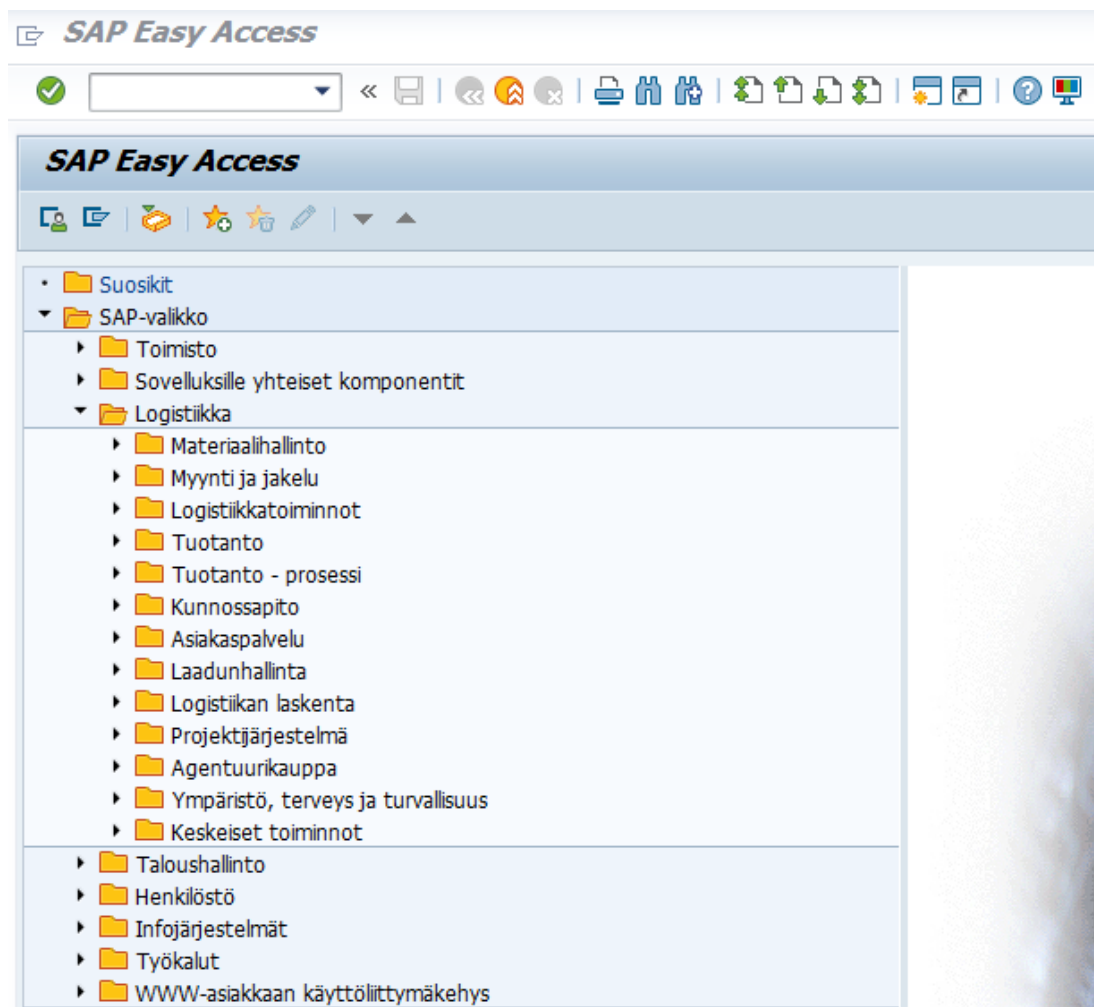 SAP Easy Access
SAP Easy Access
Suosikit
SAP-valikko
Toimisto
Sovelluksille yhteiset komponentit
Logistiikka
Materiaalihallinto
Myynti ja jakelu
Logistiikkatoiminnot
Tuotanto
Tuotanto - prosessi
Kunnossapito
Asiakaspalvelu
Laadunhallinta
Logistiikan laskenta
Projektijärjestelmä
Agentuurikauppa
Ympäristö, terveys ja turvallisuus
Keskeiset toiminnot
Taloushallinto
Henkilöstö
Infojärjestelmät
Työkalut
WWW-asiakkaan käyttöliittymäkehys